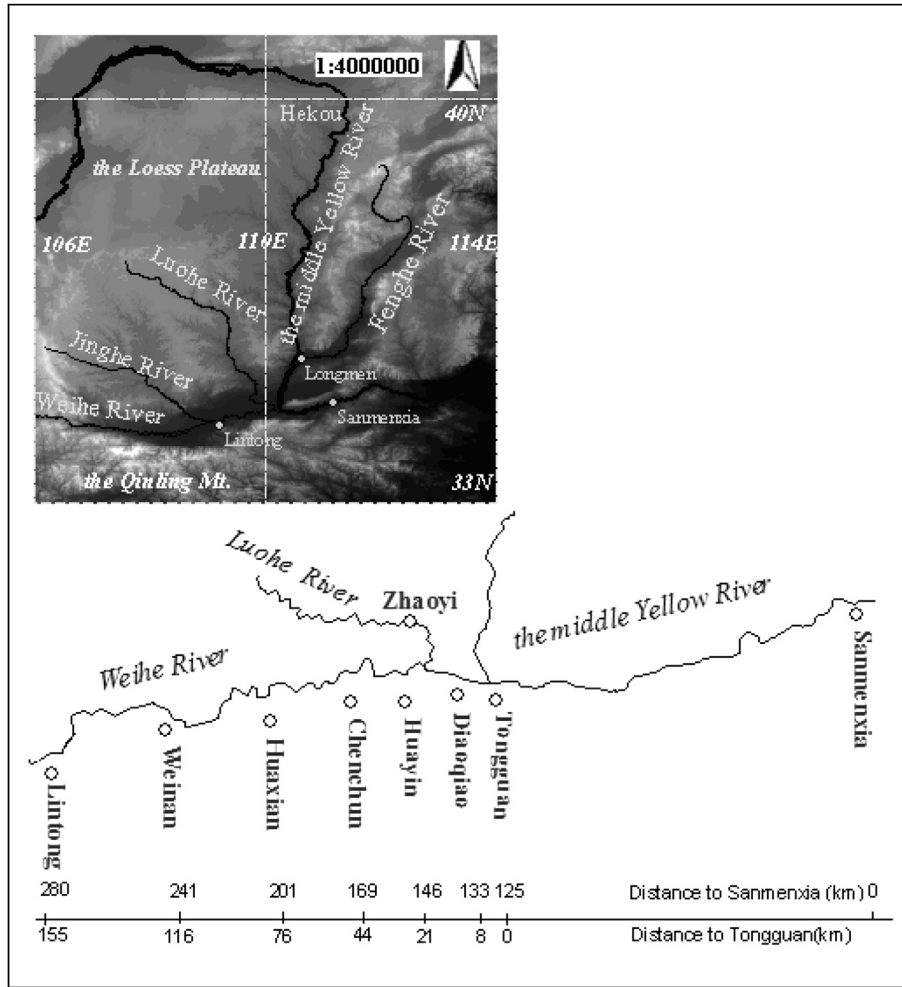 1:4000000
Hekou
40N
the Loess Plateau
the middle Yellow River
Fenghe River
106E
110E
114E
Luohe River
Jinghe River
Weihe River
Longmen
Sanmenxia
Lintong
the Qinling Mt.
33N
Luohe River
Zhaoyi
the middle Yellow River
Weihe River
Lintong
Weinan
Huaxian
Chenchun
Huayin
Diaoqiao
Tongguan
Sanmenxia
280 241 201 169 146 133 125 Distance to Sanmenxia (km) 0
155 116 76 44 21 8 0 Distance to Tongguan(km)